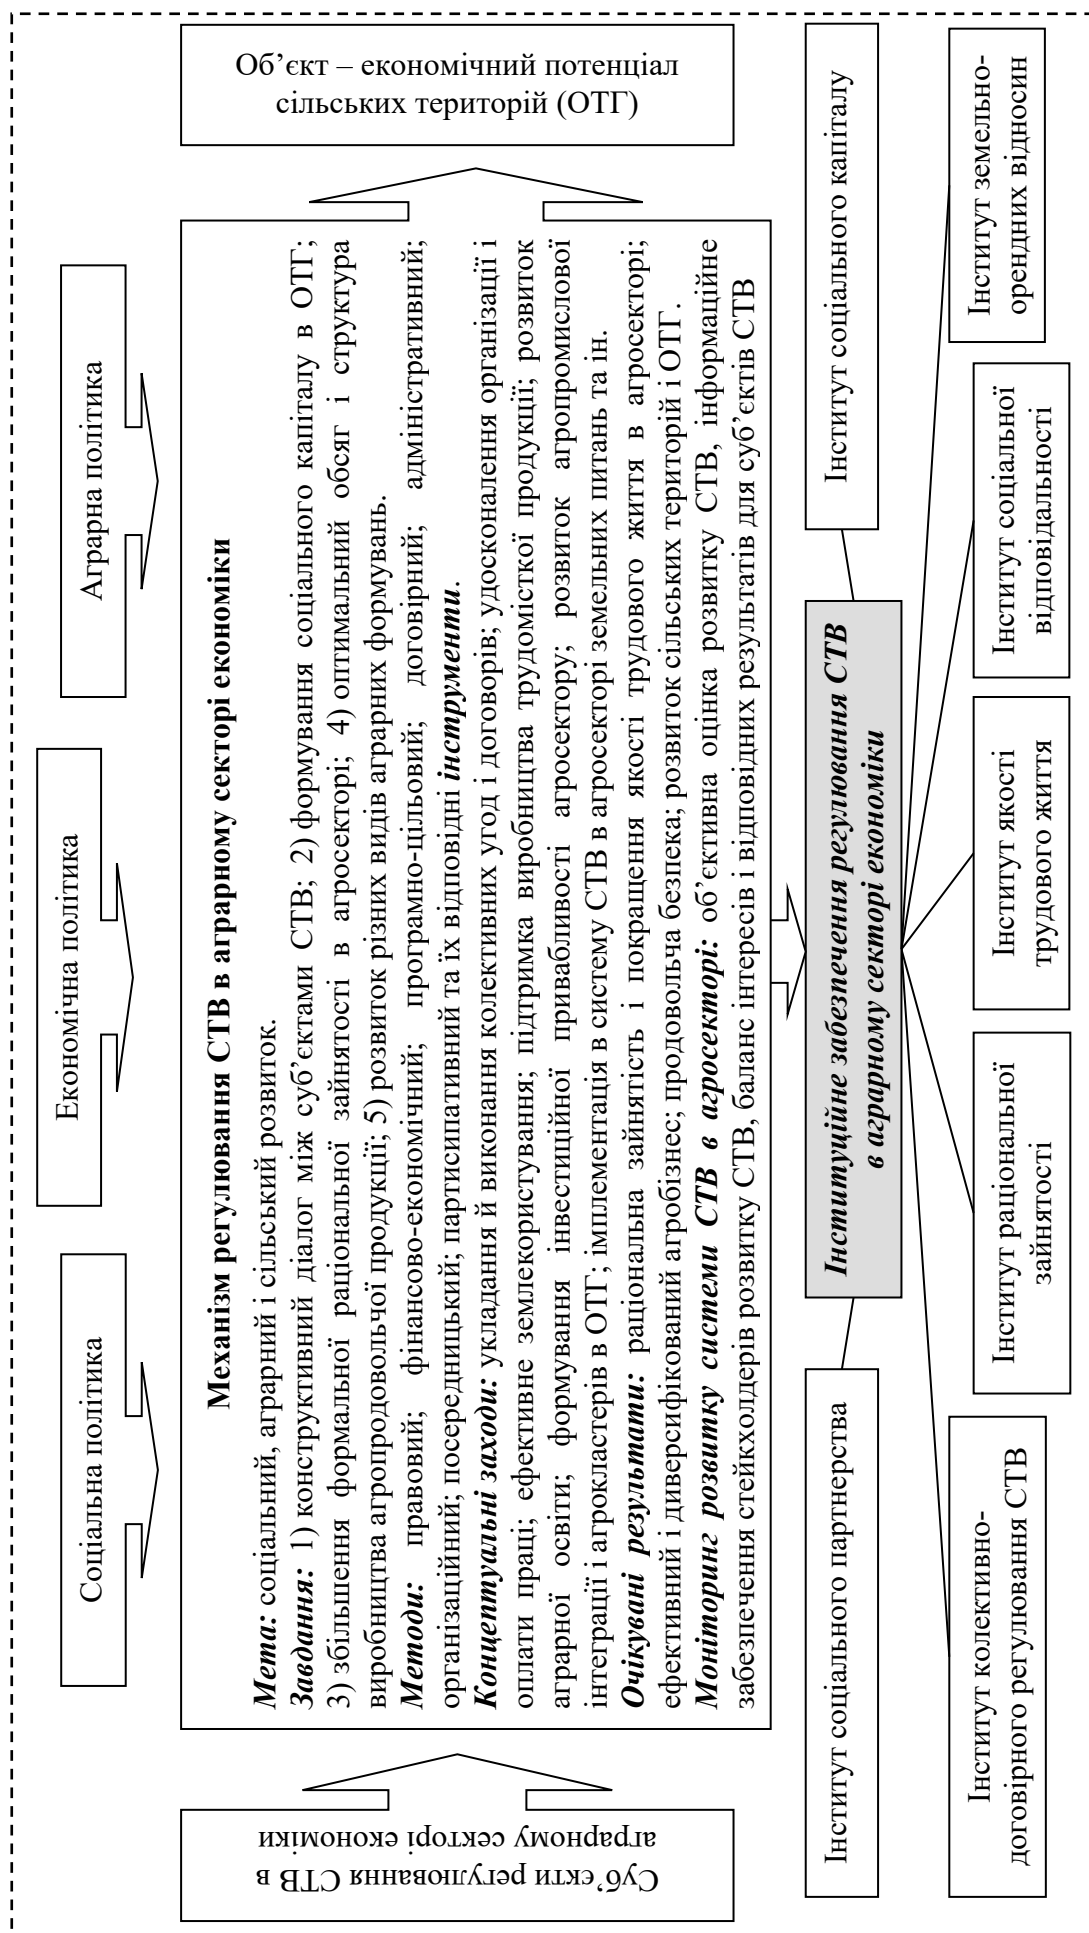 Соціальна політика
Економічна політика
Аграрна політика
Суб’єкти регулювання СТВ в
аграрному секторі економіки
Механізм регулювання СТВ в аграрному секторі економіки
Мета: соціальний, аграрний і сільський розвиток.
Завдання: 1) конструктивний діалог між суб’єктами СТВ; 2) формування соціального капіталу в ОТГ;
3) збільшення формальної раціональної зайнятості в агросекторі; 4) оптимальний обсяг і структура
виробництва агропродовольчої продукції; 5) розвиток різних видів аграрних формувань.
Методи: правовий; фінансово-економічний; програмно-цільовий; договірний; адміністративний;
організаційний; посередницький; партисипативний та їх відповідні інструменти.
Концептуальні заходи: укладання й виконання колективних угод і договорів; удосконалення організації і
оплати праці; ефективне землекористування; підтримка виробництва трудомісткої продукції; розвиток
аграрної освіти; формування інвестиційної привабливості агросектору; розвиток агропромислової
інтеграції і агрокластерів в ОТГ; імплементація в систему СТВ в агросекторі земельних питань та ін.
Очікувані результати: раціональна зайнятість і покращення якості трудового життя в агросекторі;
ефективний і диверсифікований агробізнес; продовольча безпека; розвиток сільських територій і ОТГ.
Моніторинг розвитку системи СТВ в агросекторі: об’єктивна оцінка розвитку СТВ, інформаційне
забезпечення стейкхолдерів розвитку СТВ, баланс інтересів і відповідних результатів для суб’єктів СТВ
Об’єкт – економічний потенціал
сільських територій (ОТГ)
Інститут соціального партнерства
Інституційне забезпечення регулювання СТВ
в аграрному секторі економіки
Інститут соціального капіталу
Інститут колективно-
договірного регулювання СТВ
Інститут раціональної
зайнятості
Інститут якості
трудового життя
Інститут соціальної
відповідальності
Інститут земельно-
орендних відносин